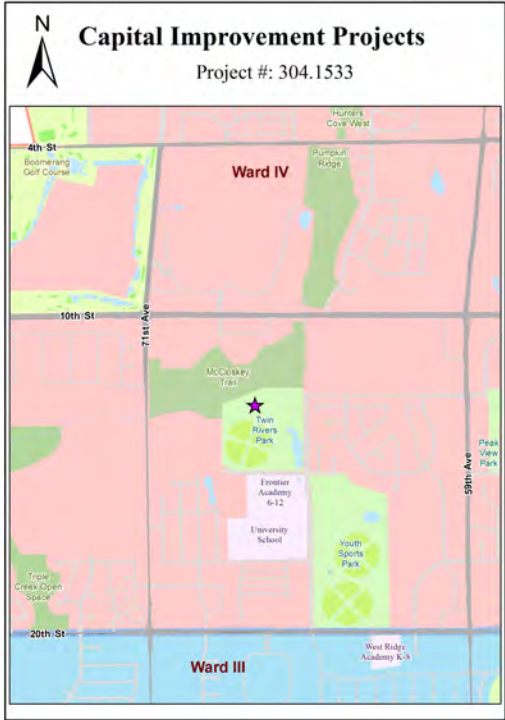 N
Capital Improvement Projects
Project #: 304.1533
Hunters
Cove West
4th St
Boomerang
Golf Course
Pumpkin
Ridge
Ward IV
71st Ave
10th St
McCloskey
Trail
Twin
Rivers
Park
Peak
View
Park
59th Ave
Frontier
Academy
6-12
University
School
Youth
Sports
Park
Triple
Creek Open
Space
20th St
West Ridge
Academy K-8
Ward III